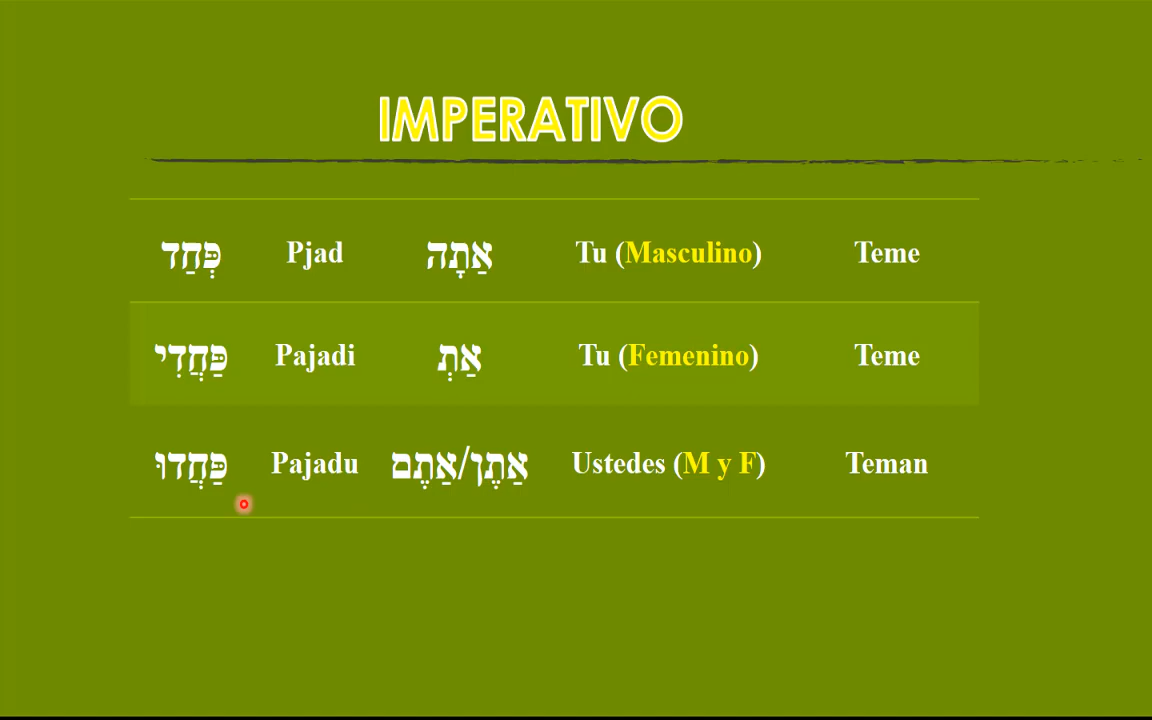 IMPERATIVO
פְּחַד Pjad אַתָה Tu (Masculino) Teme
פַּחֲדִי Pajadi אַתְ Tu (Femenino) Teme
פַּחֲדוּ Pajadu אַתֶם/אַתֶן Ustedes (M y F) Teman